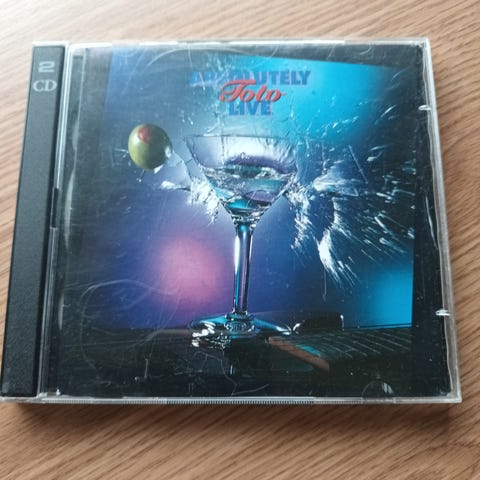 2
CD
ABSOLUTELY
Toto
LIVE